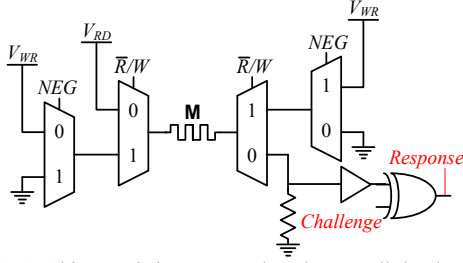 V_WR
V_RD
V_WR
NEG
R̅/W
M
R̅/W
NEG
0
1
0
1
1
0
1
0
Response
Challenge